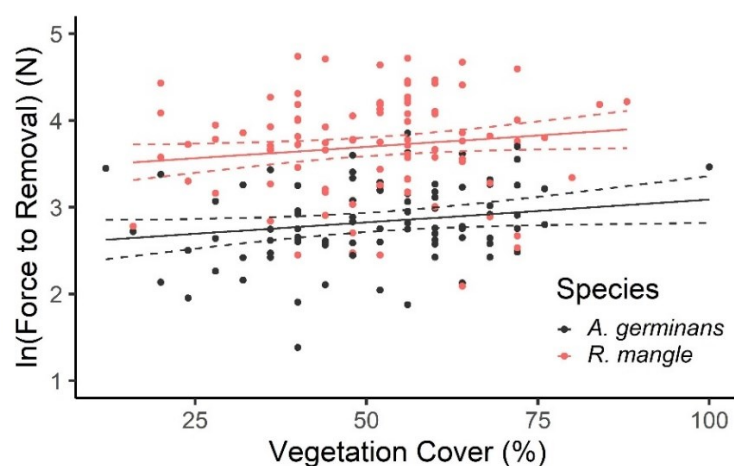 5
4
3
2
1
ln(Force to Removal) (N)
Species
A. germinans
R. mangle
25 50 75 100
Vegetation Cover (%)